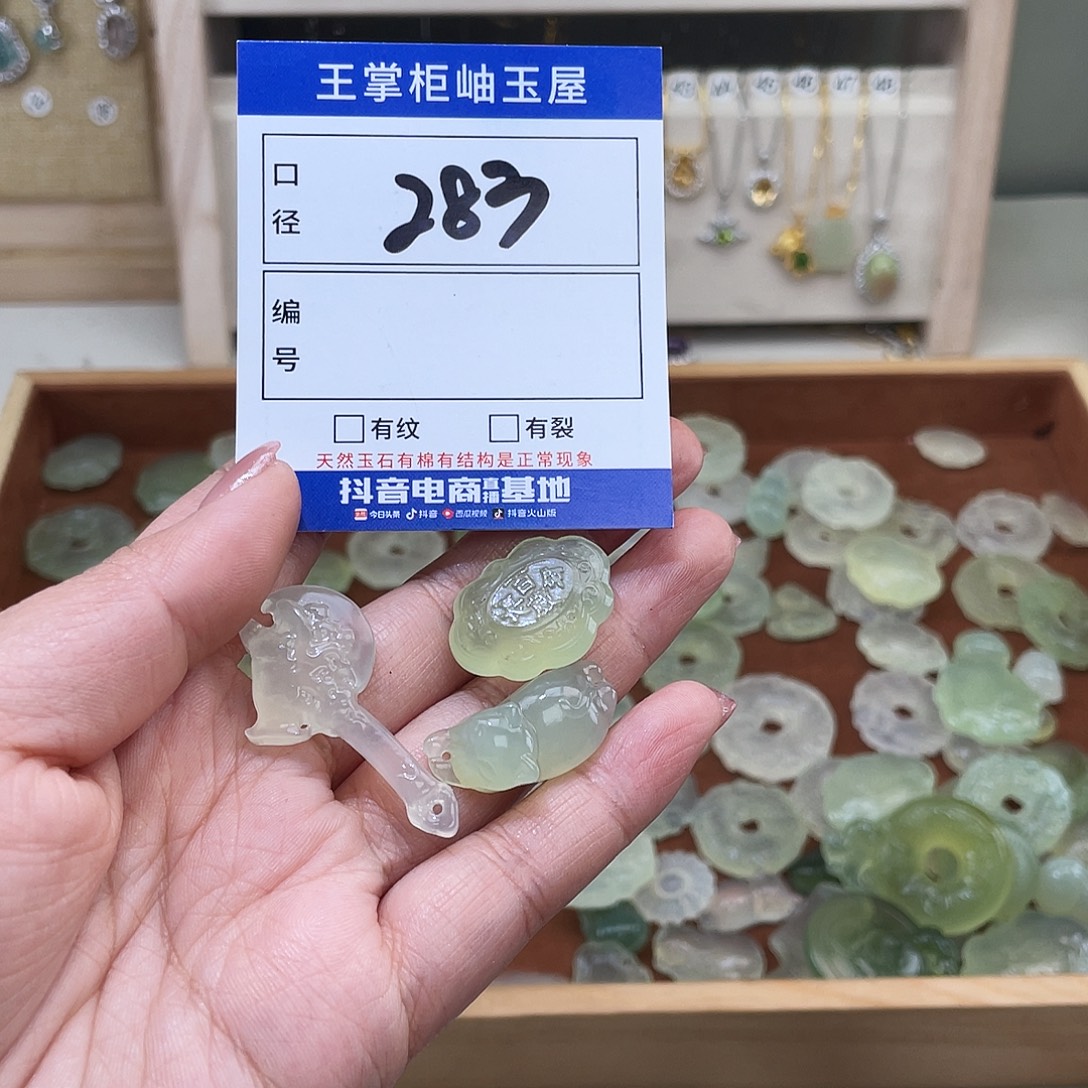 王掌柜岫玉屋
口径
283
编号
有纹 有裂
天然玉石有棉有结构是正常现象
抖音电商直播基地
今日头条 抖音 西瓜视频 抖音火山版